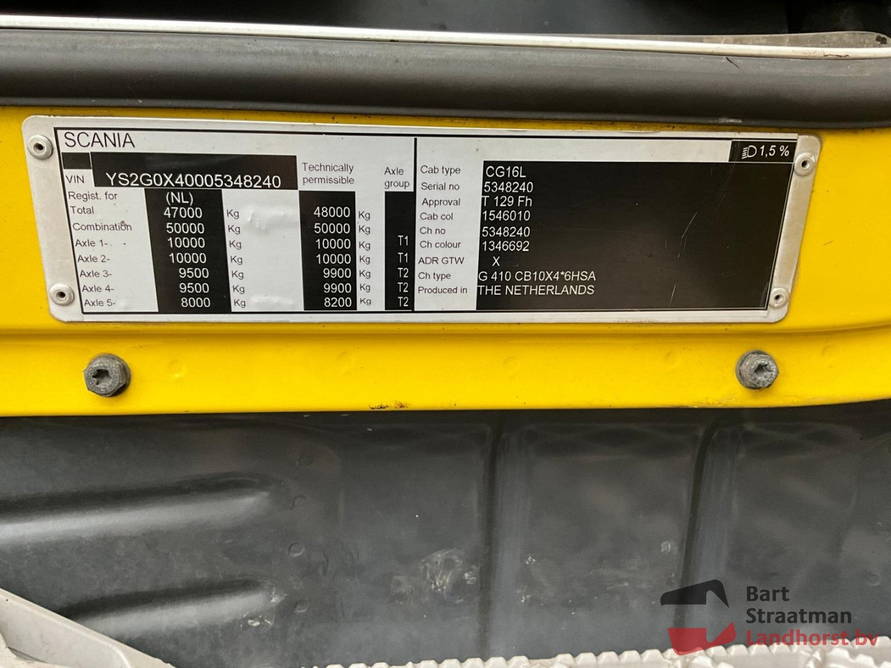 SCANIA
1,5 %
VIN YS2G0X40005348240 Technically permissible Axle group
Regist. for (NL)
Total 47000 Kg 48000 Kg
Combination 50000 Kg 50000 Kg
Axle 1- 10000 Kg 10000 Kg T1
Axle 2- 10000 Kg 10000 Kg T1
Axle 3- 9500 Kg 9900 Kg T2
Axle 4- 9500 Kg 9900 Kg T2
Axle 5- 8000 Kg 8200 Kg T2
Cab type CG16L
Serial no 5348240
Approval T 129 Fh
Cab col 1546010
Ch no 5348240
Ch colour 1346692
ADR GTW X
Ch type G 410 CB10X4*6HSA
Produced in THE NETHERLANDS
Bart
Straatman
Landhorst bv